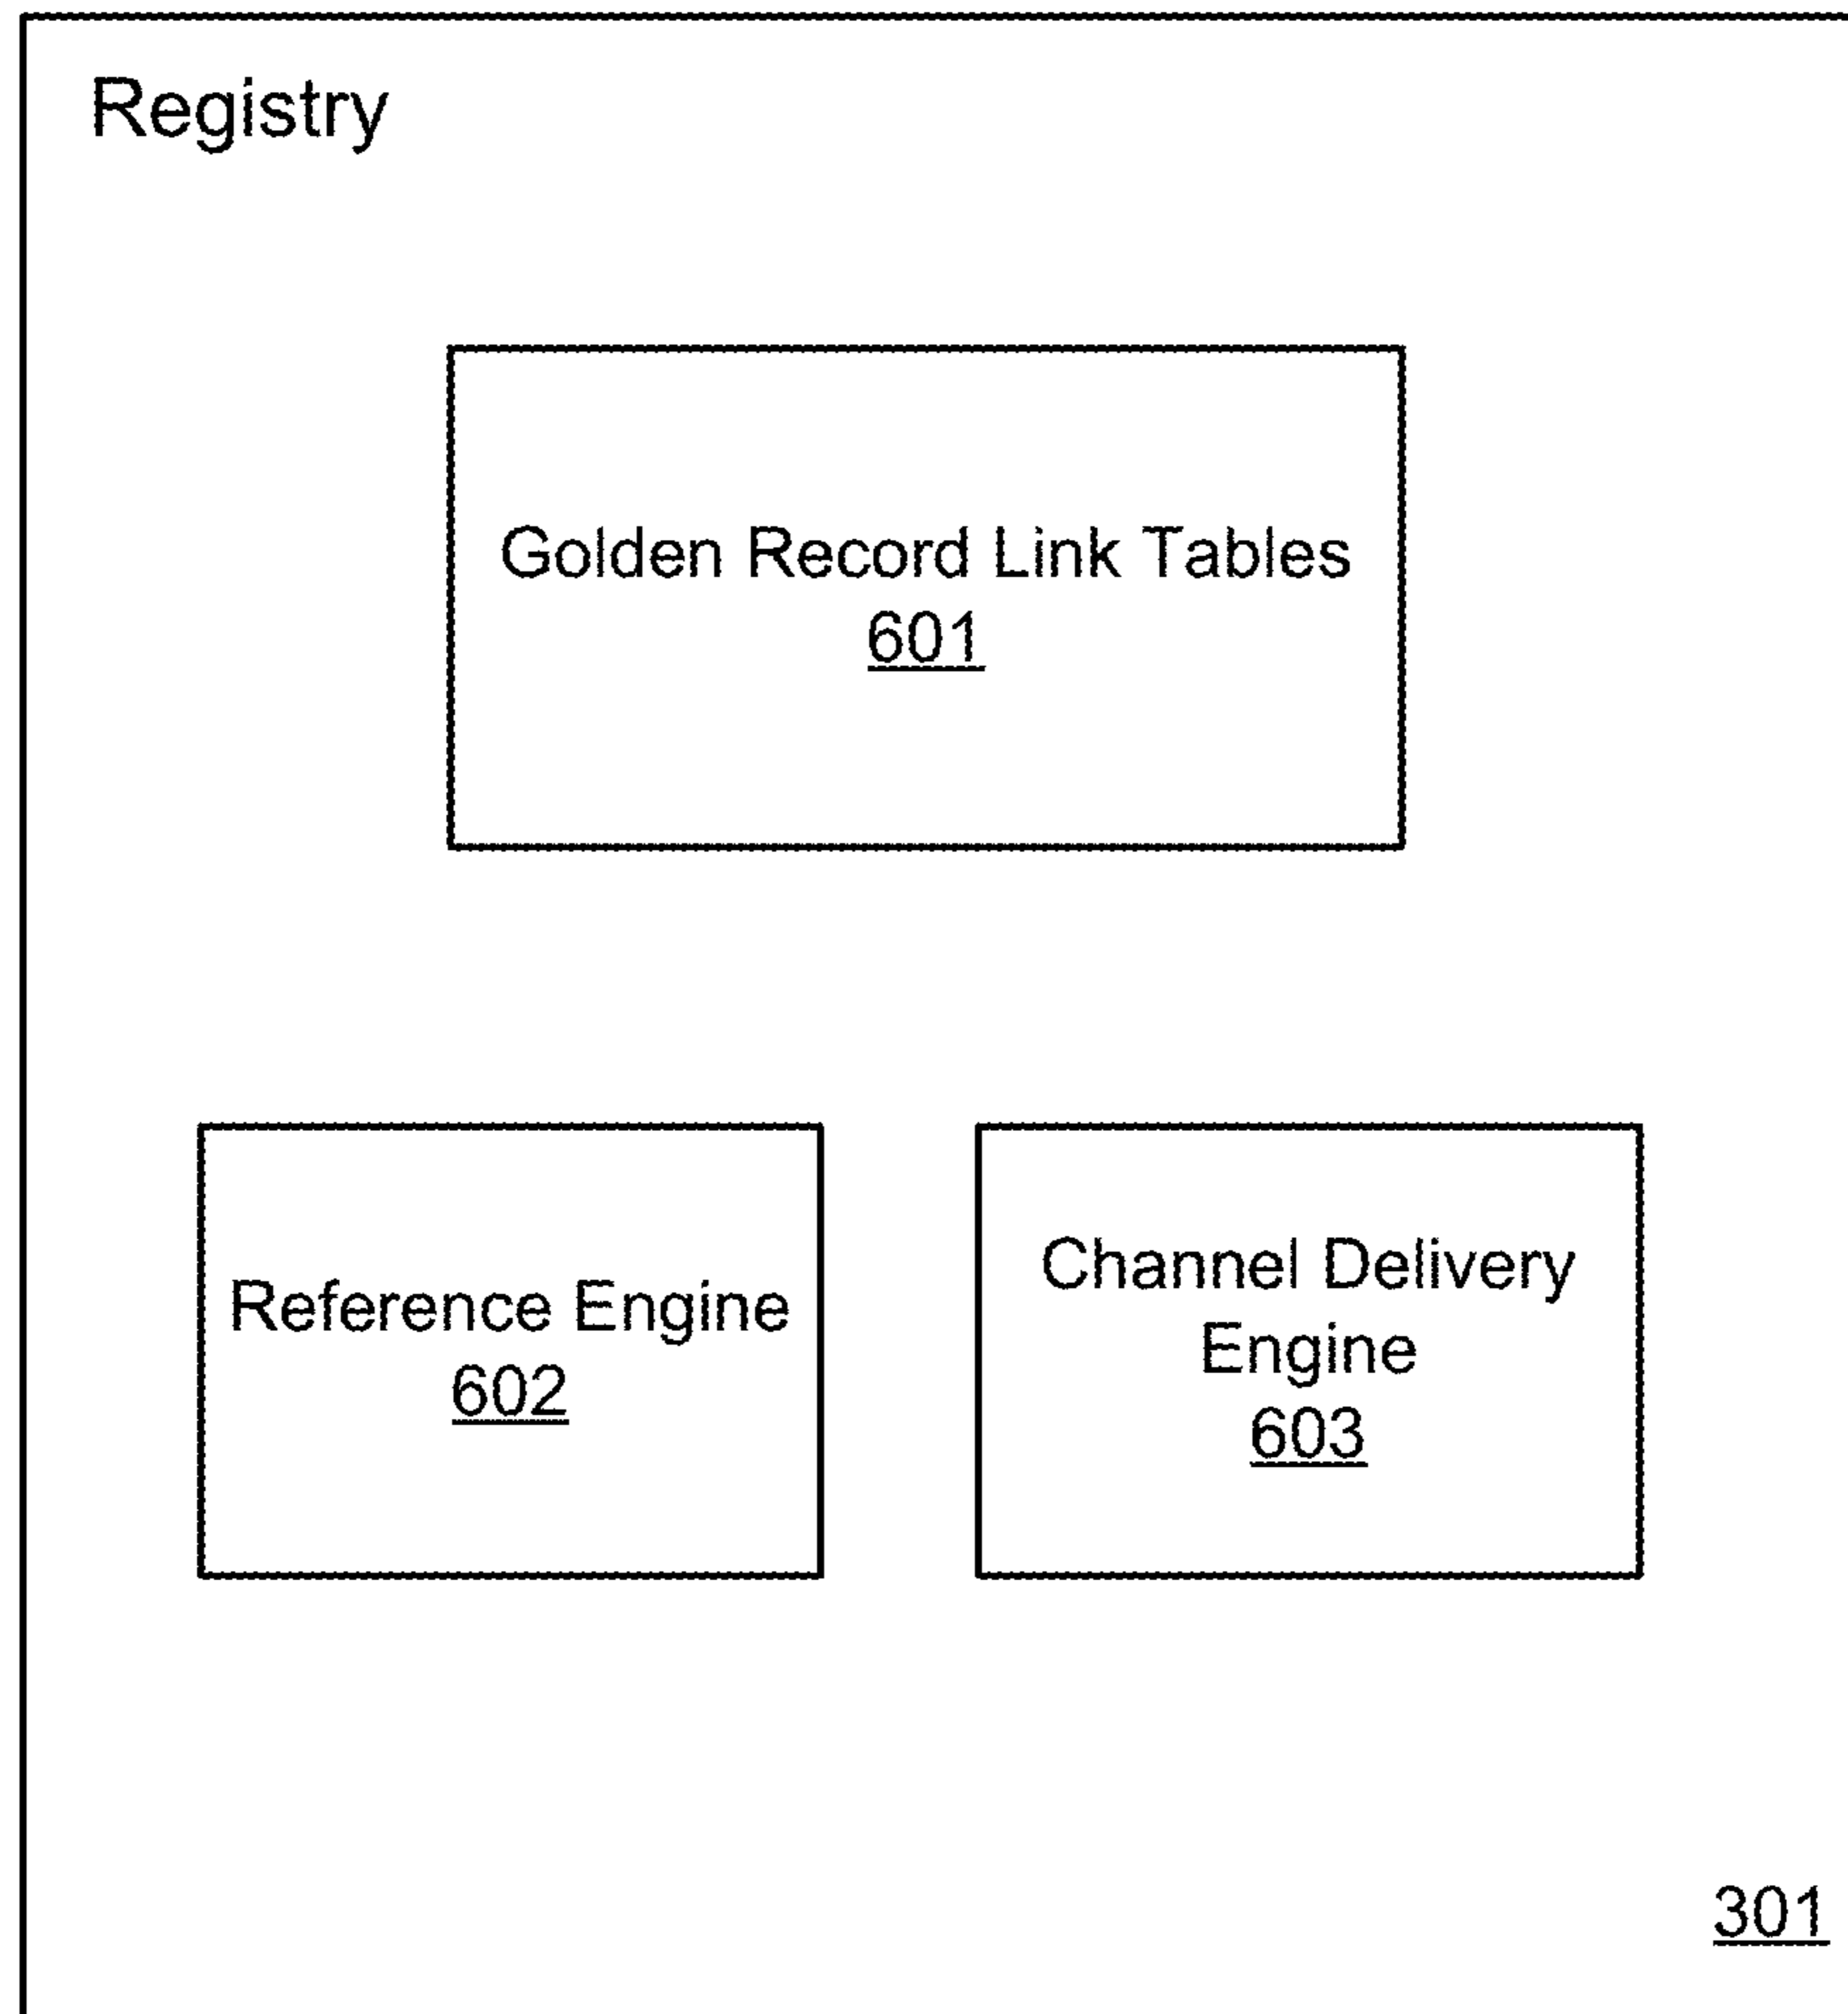 Registry
Golden Record Link Tables
601
Reference Engine
602
Channel Delivery
Engine
603
301